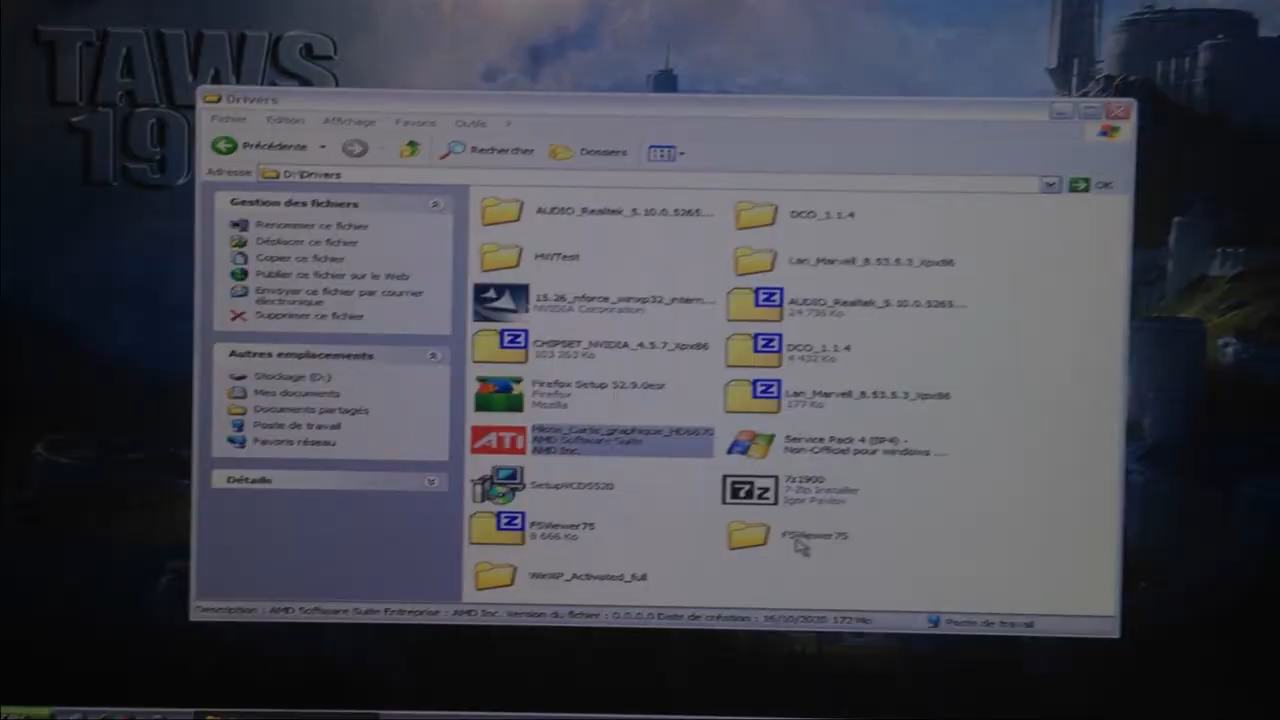 TAWS
19
Drivers
Fichier Edition Affichage Favoris Outils »
Précédente Rechercher Dossiers
Adresse D:\Drivers OK
Gestion des fichiers
Renommer ce fichier
Déplacer ce fichier
Copier ce fichier
Publier ce fichier sur le Web
Envoyer ce fichier par courrier
électronique
Supprimer ce fichier
Autres emplacements
Stockage (D:)
Mes documents
Documents partagés
Poste de travail
Favoris réseau
Détails
AUDIO_Realtek_5.10.0.5265...
DCO_1.1.4
HWTest
Lan_Marvell_8.53.5.3_Xpx86
15.26_nforce_winxp32_intern...
NVIDIA Corporation
AUDIO_Realtek_5.10.0.5265...
24 736 Ko
CHIPSET_NVIDIA_4.5.7_Xpx86
103 263 Ko
DCO_1.1.4
4 432 Ko
Firefox Setup 52.9.0esr
Firefox
Mozilla
Lan_Marvell_8.53.5.3_Xpx86
177 Ko
ATI
Pilote_Carte_graphique_HD6670
AMD Software Suite
AMD Inc.
Service Pack 4 (SP4) -
Non-Officiel pour windows ...
SetupVCD5520
7z
7z1900
7-Zip Installer
Igor Pavlov
FSViewer75
8 666 Ko
FSViewer75
WinXP_Activated_full
Description : AMD Software Suite Entreprise : AMD Inc. Version du fichier : 0.0.0.0 Date de création : 16/10/2020 172 Mo Poste de travail